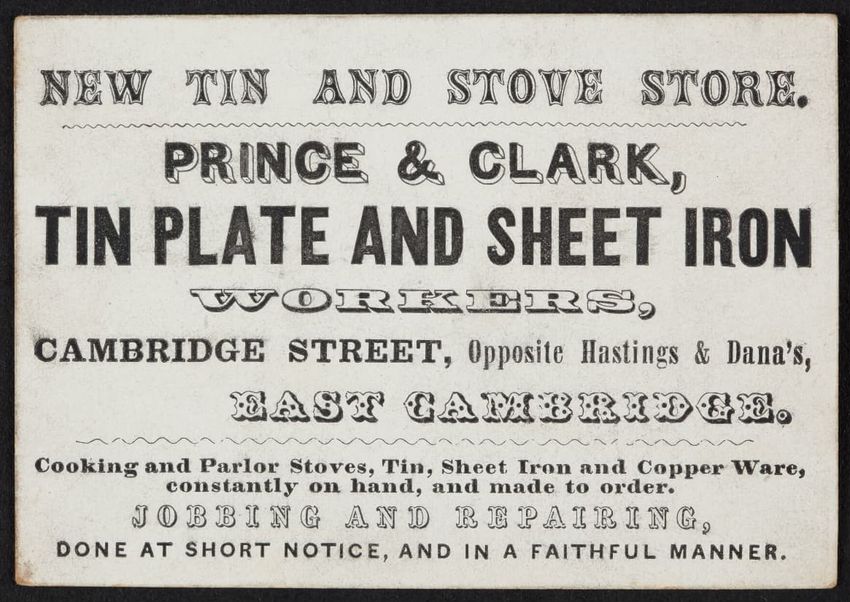 NEW TIN AND STOVE STORE.
PRINCE & CLARK,
TIN PLATE AND SHEET IRON
WORKERS,
CAMBRIDGE STREET, Opposite Hastings & Dana's,
EAST CAMBRIDGE.
Cooking and Parlor Stoves, Tin, Sheet Iron and Copper Ware,
constantly on hand, and made to order.
JOBBING AND REPAIRING,
DONE AT SHORT NOTICE, AND IN A FAITHFUL MANNER.